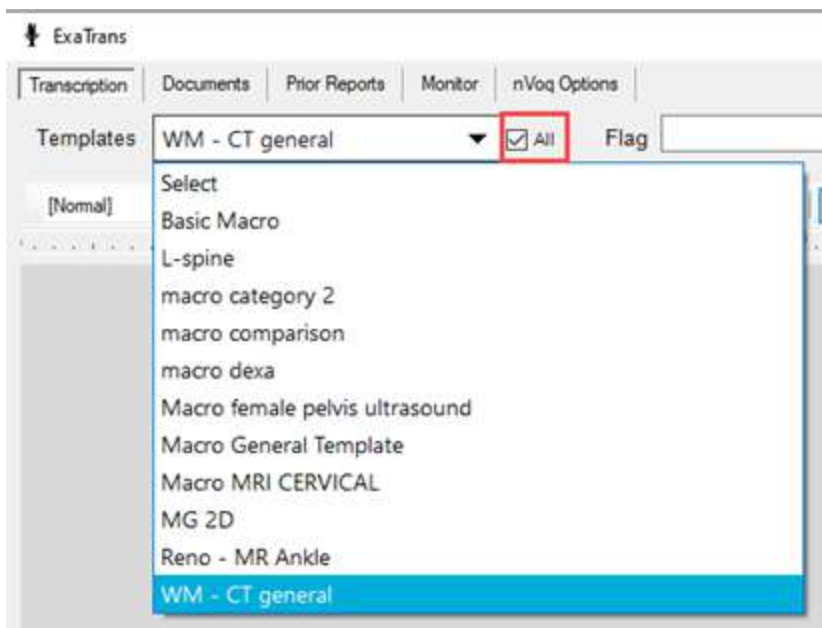 ExaTrans
Transcription Documents Prior Reports Monitor nVoq Options
Templates WM - CT general All Flag
[Normal]
Select
Basic Macro
L-spine
macro category 2
macro comparison
macro dexa
Macro female pelvis ultrasound
Macro General Template
Macro MRI CERVICAL
MG 2D
Reno - MR Ankle
WM - CT general